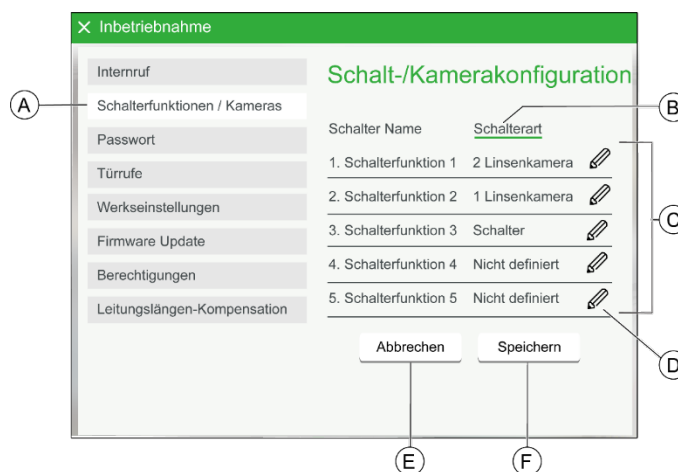 Inbetriebnahme
Internruf
Schalterfunktionen / Kameras
Passwort
Türrufe
Werkseinstellungen
Firmware Update
Berechtigungen
Leitungslängen-Kompensation
Schalt-/Kamerakonfiguration
Schalter Name Schalterart
1. Schalterfunktion 1 2 Linsenkamera
2. Schalterfunktion 2 1 Linsenkamera
3. Schalterfunktion 3 Schalter
4. Schalterfunktion 4 Nicht definiert
5. Schalterfunktion 5 Nicht definiert
Abbrechen Speichern
A
B
C
D
E
F